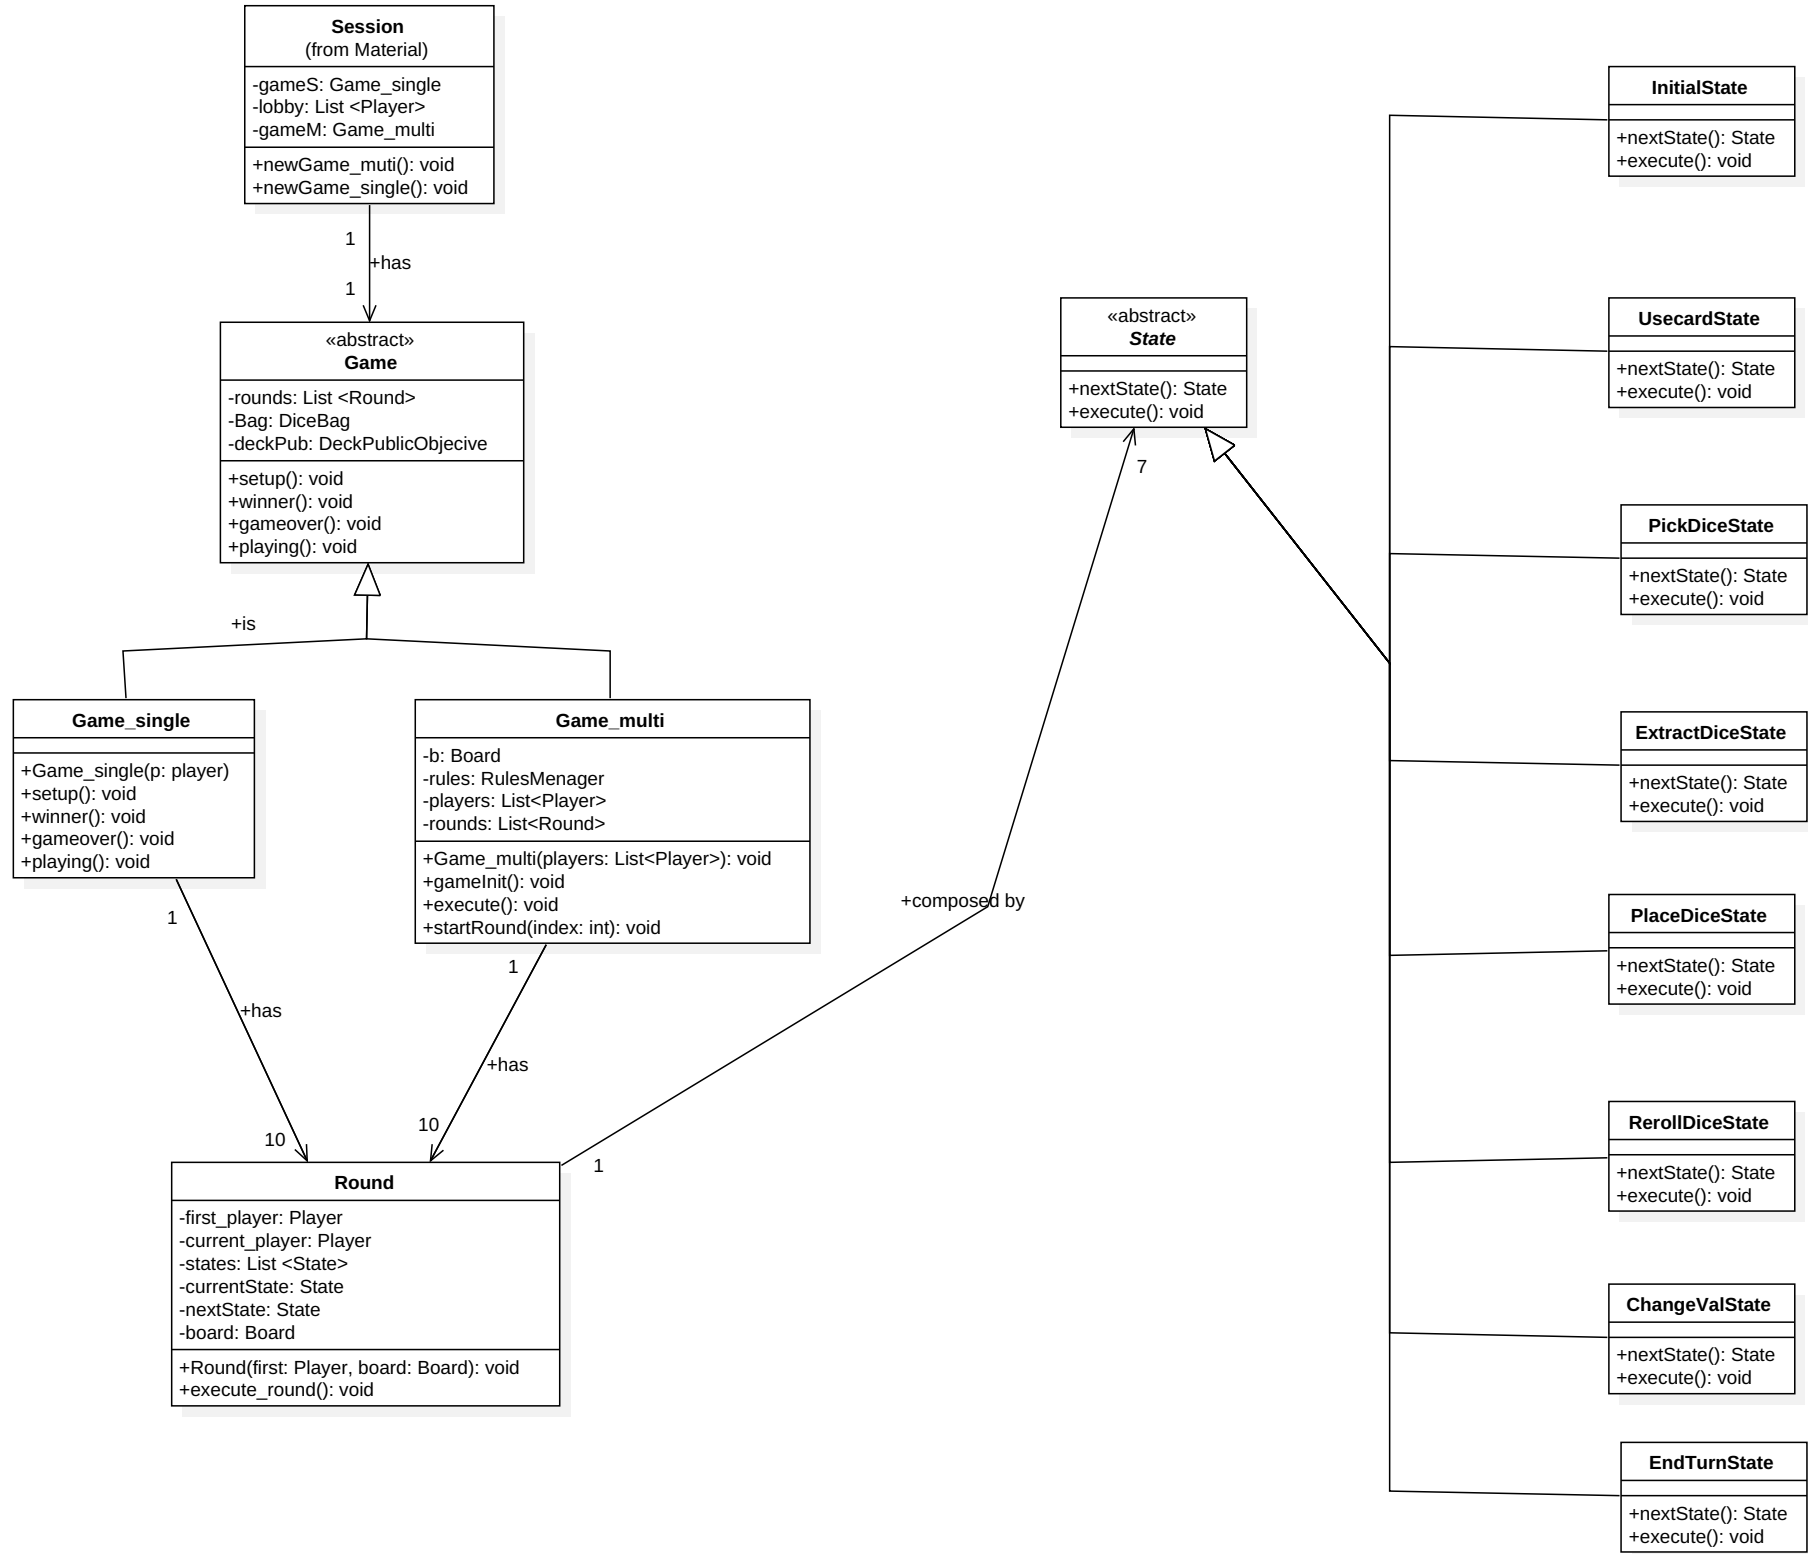 Session
(from Material)
-gameS: Game_single
-lobby: List <Player>
-gameM: Game_multi
+newGame_muti(): void
+newGame_single(): void
1
+has
1
«abstract»
Game
-rounds: List <Round>
-Bag: DiceBag
-deckPub: DeckPublicObjecive
+setup(): void
+winner(): void
+gameover(): void
+playing(): void
+is
Game_single
+Game_single(p: player)
+setup(): void
+winner(): void
+gameover(): void
+playing(): void
1
+has
10
Game_multi
-b: Board
-rules: RulesMenager
-players: List<Player>
-rounds: List<Round>
+Game_multi(players: List<Player>): void
+gameInit(): void
+execute(): void
+startRound(index: int): void
1
+has
10
Round
-first_player: Player
-current_player: Player
-states: List <State>
-currentState: State
-nextState: State
-board: Board
+Round(first: Player, board: Board): void
+execute_round(): void
1
+composed by
7
«abstract»
State
+nextState(): State
+execute(): void
InitialState
+nextState(): State
+execute(): void
UsecardState
+nextState(): State
+execute(): void
PickDiceState
+nextState(): State
+execute(): void
ExtractDiceState
+nextState(): State
+execute(): void
PlaceDiceState
+nextState(): State
+execute(): void
RerollDiceState
+nextState(): State
+execute(): void
ChangeValState
+nextState(): State
+execute(): void
EndTurnState
+nextState(): State
+execute(): void